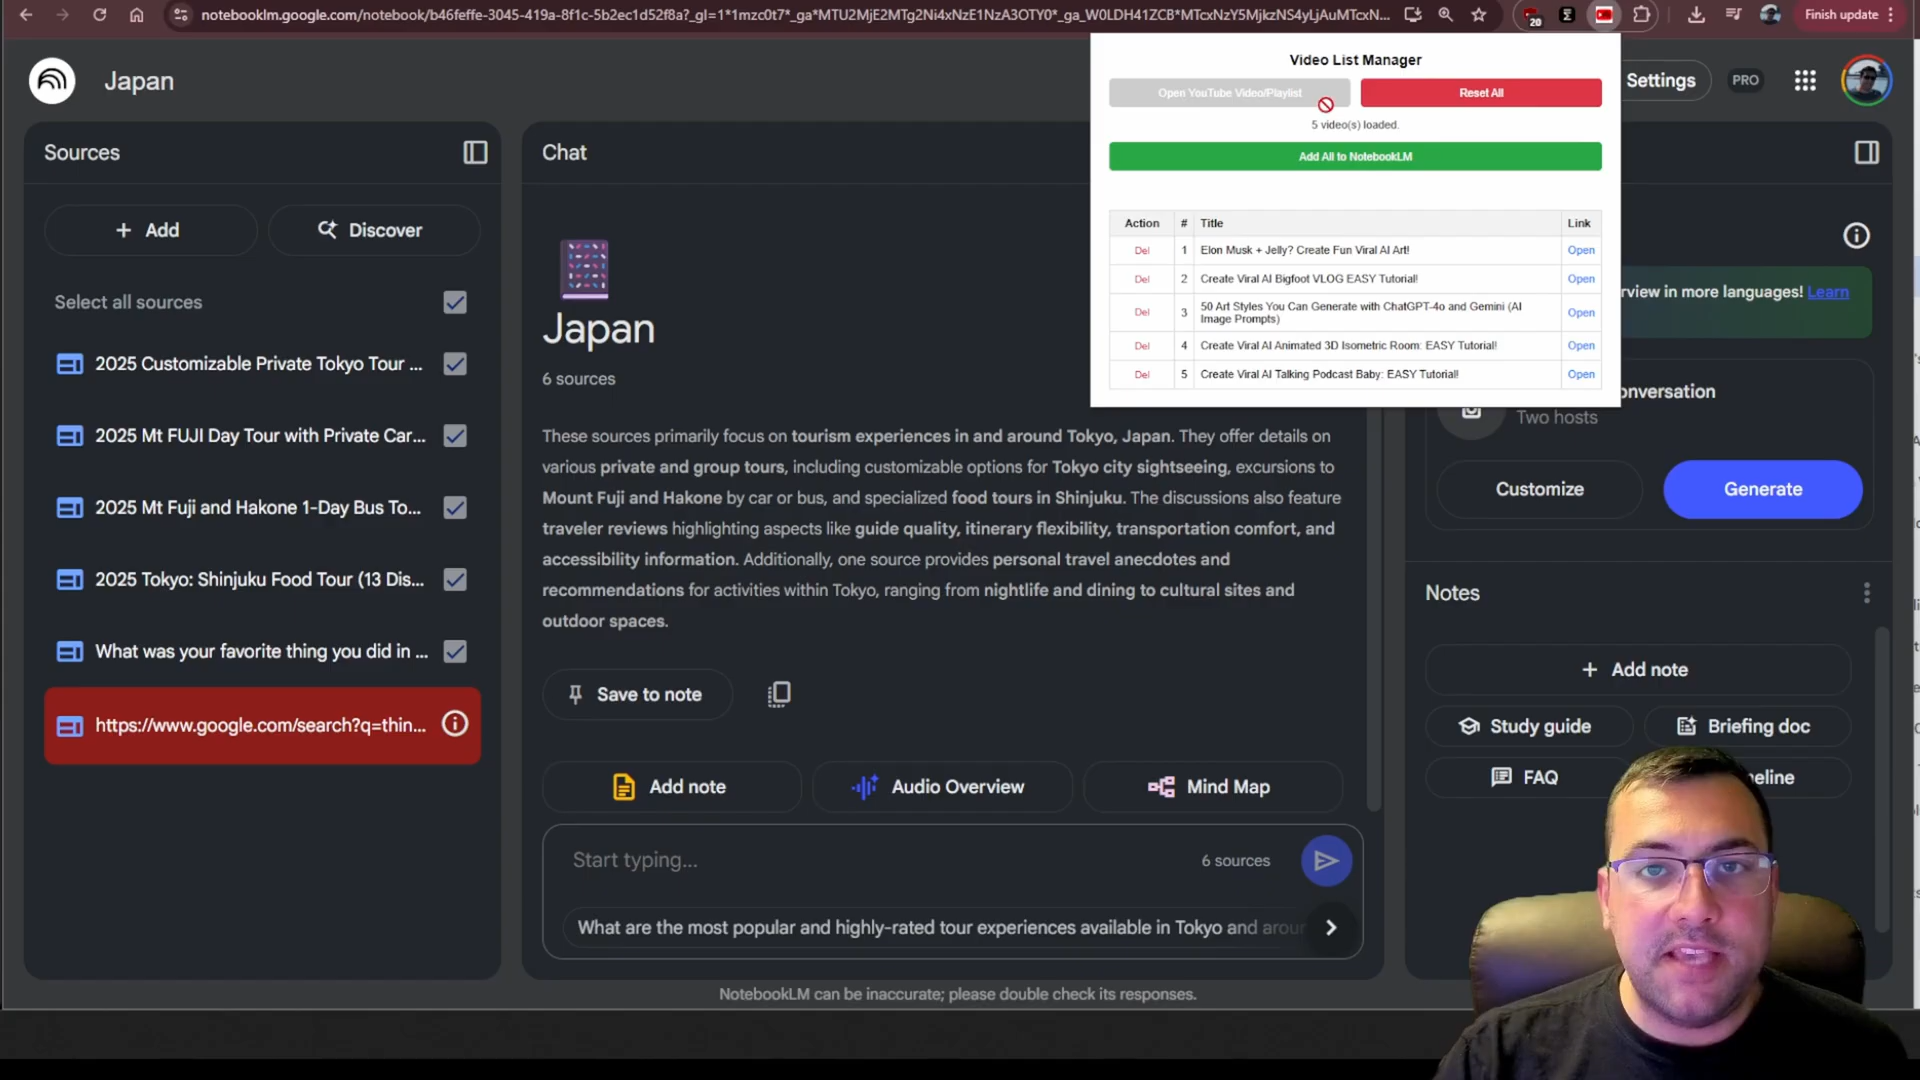 notebooklm.google.com/notebook/b46feffe-3045-419a-8f1c-5b2ec1d52f8a?_gl=1*1mzc0t7*_ga*MTU2MjE2MTg2Ni4xNzE1NzA3OTY0*_ga_W0LDH41ZCB*MTcxNzY5MjkzNS4yLjAuMTcxN...
20
Finish update
Japan
Settings
PRO
Video List Manager
Open YouTube Video/Playlist
Reset All
5 video(s) loaded.
Add All to NotebookLM
Action # Title Link
Del 1 Elon Musk + Jelly? Create Fun Viral AI Art! Open
Del 2 Create Viral AI Bigfoot VLOG EASY Tutorial! Open
Del 3 50 Art Styles You Can Generate with ChatGPT-4o and Gemini (AI
Image Prompts) Open
Del 4 Create Viral AI Animated 3D Isometric Room: EASY Tutorial! Open
Del 5 Create Viral AI Talking Podcast Baby: EASY Tutorial! Open
Sources
Add
Discover
Select all sources
2025 Customizable Private Tokyo Tour ...
2025 Mt FUJI Day Tour with Private Car...
2025 Mt Fuji and Hakone 1-Day Bus To...
2025 Tokyo: Shinjuku Food Tour (13 Dis...
What was your favorite thing you did in ...
https://www.google.com/search?q=thin...
Chat
Japan
6 sources
These sources primarily focus on tourism experiences in and around Tokyo, Japan. They offer details on
various private and group tours, including customizable options for Tokyo city sightseeing, excursions to
Mount Fuji and Hakone by car or bus, and specialized food tours in Shinjuku. The discussions also feature
traveler reviews highlighting aspects like guide quality, itinerary flexibility, transportation comfort, and
accessibility information. Additionally, one source provides personal travel anecdotes and
recommendations for activities within Tokyo, ranging from nightlife and dining to cultural sites and
outdoor spaces.
Save to note
Add note
Audio Overview
Mind Map
Start typing...
6 sources
What are the most popular and highly-rated tour experiences available in Tokyo and arour
NotebookLM can be inaccurate; please double check its responses.
rview in more languages! Learn
onversation
Two hosts
Customize
Generate
Notes
Add note
Study guide
Briefing doc
FAQ
neline